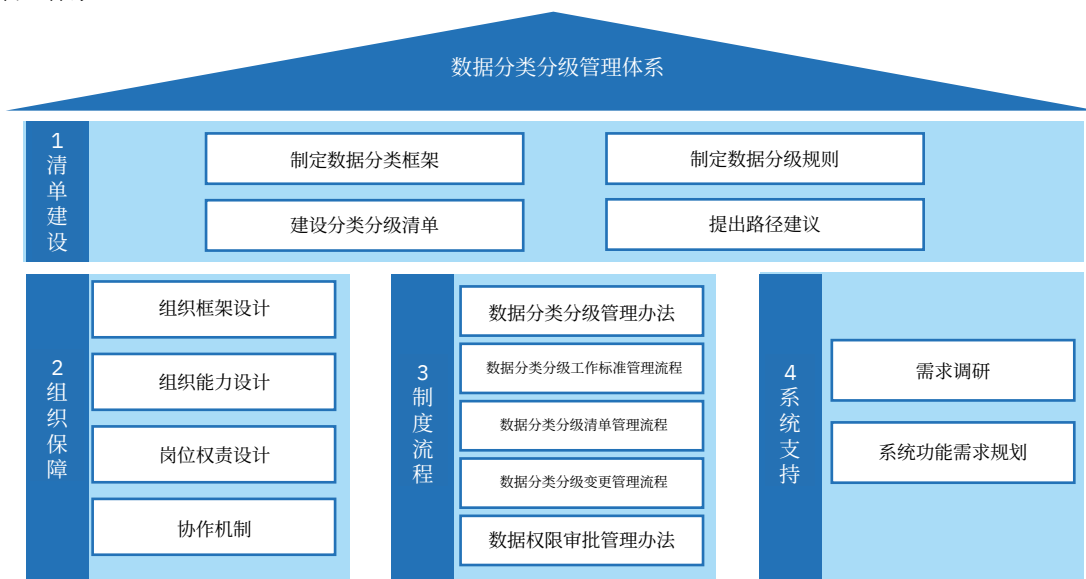 数据分类分级管理体系
1
清单建设
制定数据分类框架
制定数据分级规则
建设分类分级清单
提出路径建议
2
组织保障
组织框架设计
组织能力设计
岗位权责设计
协作机制
3
制度流程
数据分类分级管理办法
数据分类分级工作标准管理流程
数据分类分级清单管理流程
数据分类分级变更管理流程
数据权限审批管理办法
4
系统支持
需求调研
系统功能需求规划